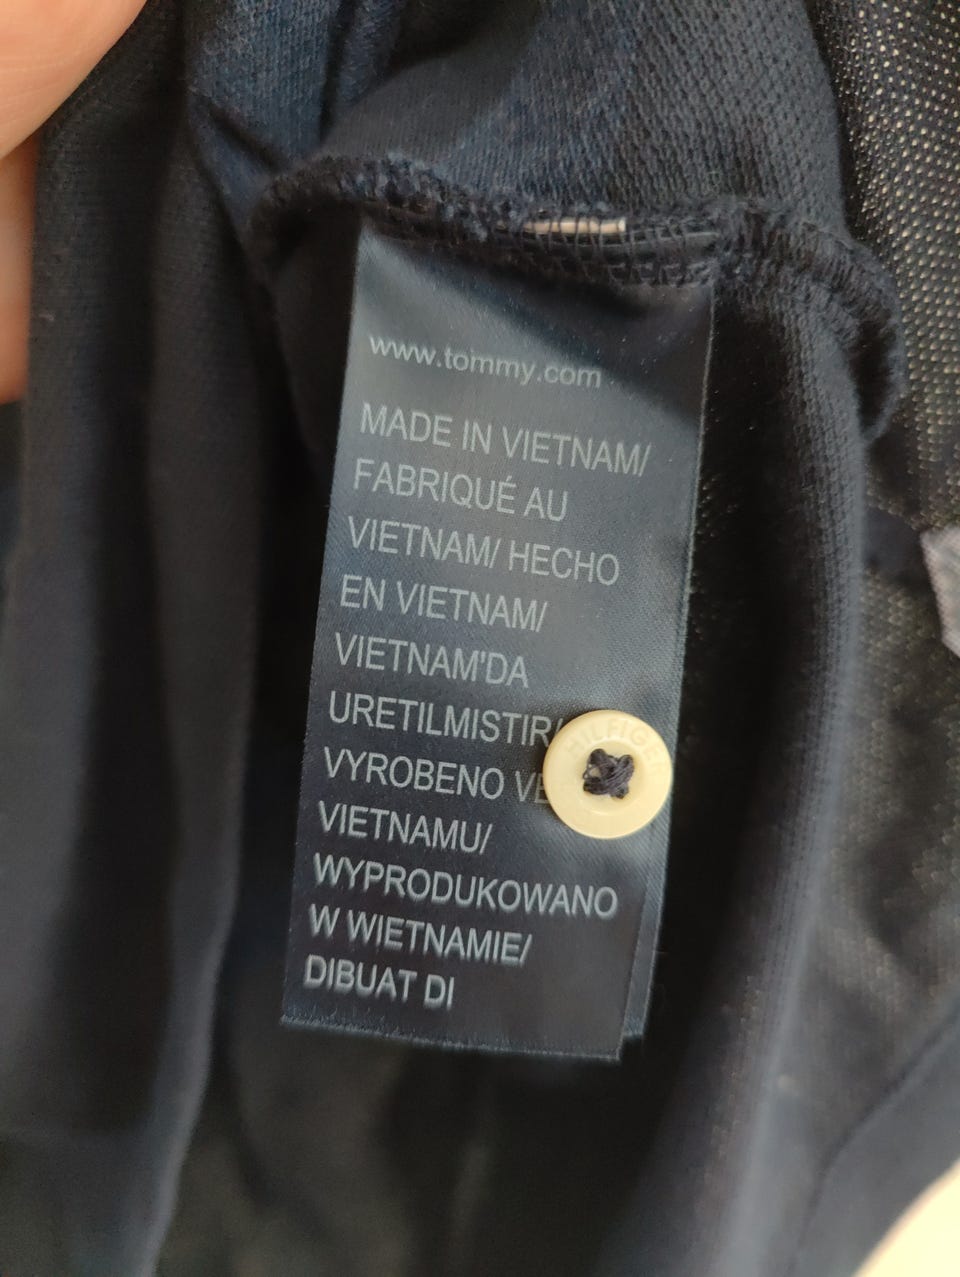 www.tommy.com
MADE IN VIETNAM/
FABRIQUÉ AU
VIETNAM/ HECHO
EN VIETNAM/
VIETNAM'DA
URETILMISTIR/
VYROBENO VE
VIETNAMU/
WYPRODUKOWANO
W WIETNAMIE/
DIBUAT DI
HILFIGER